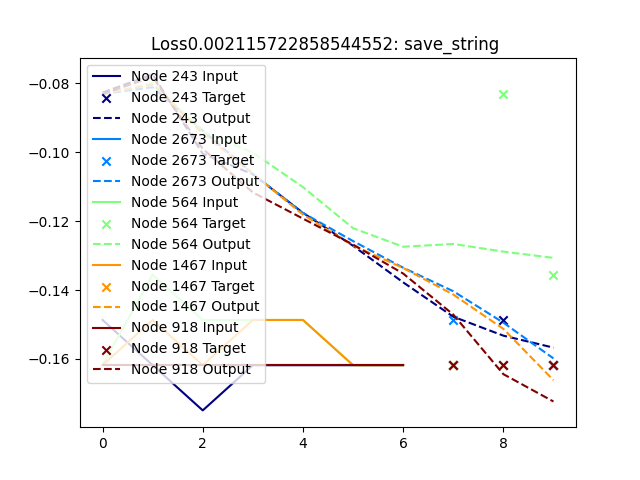 Loss0.002115722858544552: save_string
−0.08
−0.10
−0.12
−0.14
−0.16
Node 243 Input
Node 243 Target
Node 243 Output
Node 2673 Input
Node 2673 Target
Node 2673 Output
Node 564 Input
Node 564 Target
Node 564 Output
Node 1467 Input
Node 1467 Target
Node 1467 Output
Node 918 Input
Node 918 Target
Node 918 Output
0 2 4 6 8